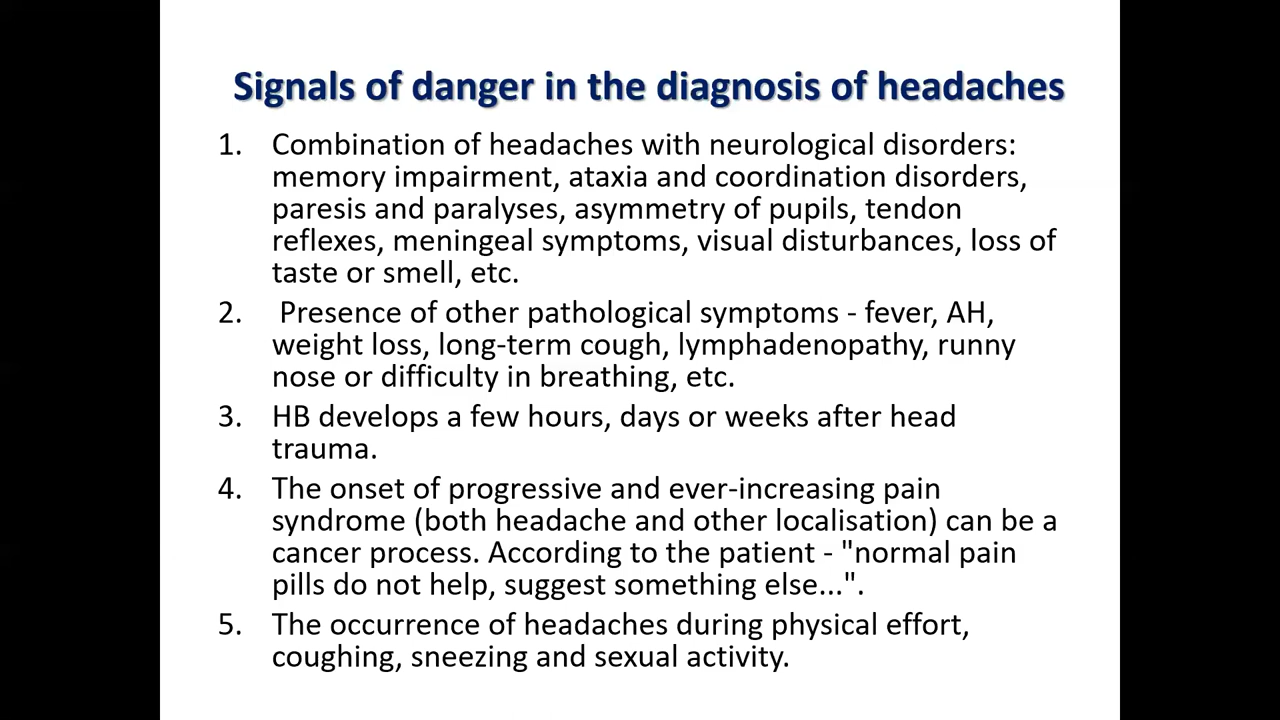 Signals of danger in the diagnosis of headaches
1. Combination of headaches with neurological disorders:
memory impairment, ataxia and coordination disorders,
paresis and paralyses, asymmetry of pupils, tendon
reflexes, meningeal symptoms, visual disturbances, loss of
taste or smell, etc.
2. Presence of other pathological symptoms - fever, AH,
weight loss, long-term cough, lymphadenopathy, runny
nose or difficulty in breathing, etc.
3. HB develops a few hours, days or weeks after head
trauma.
4. The onset of progressive and ever-increasing pain
syndrome (both headache and other localisation) can be a
cancer process. According to the patient - "normal pain
pills do not help, suggest something else...".
5. The occurrence of headaches during physical effort,
coughing, sneezing and sexual activity.